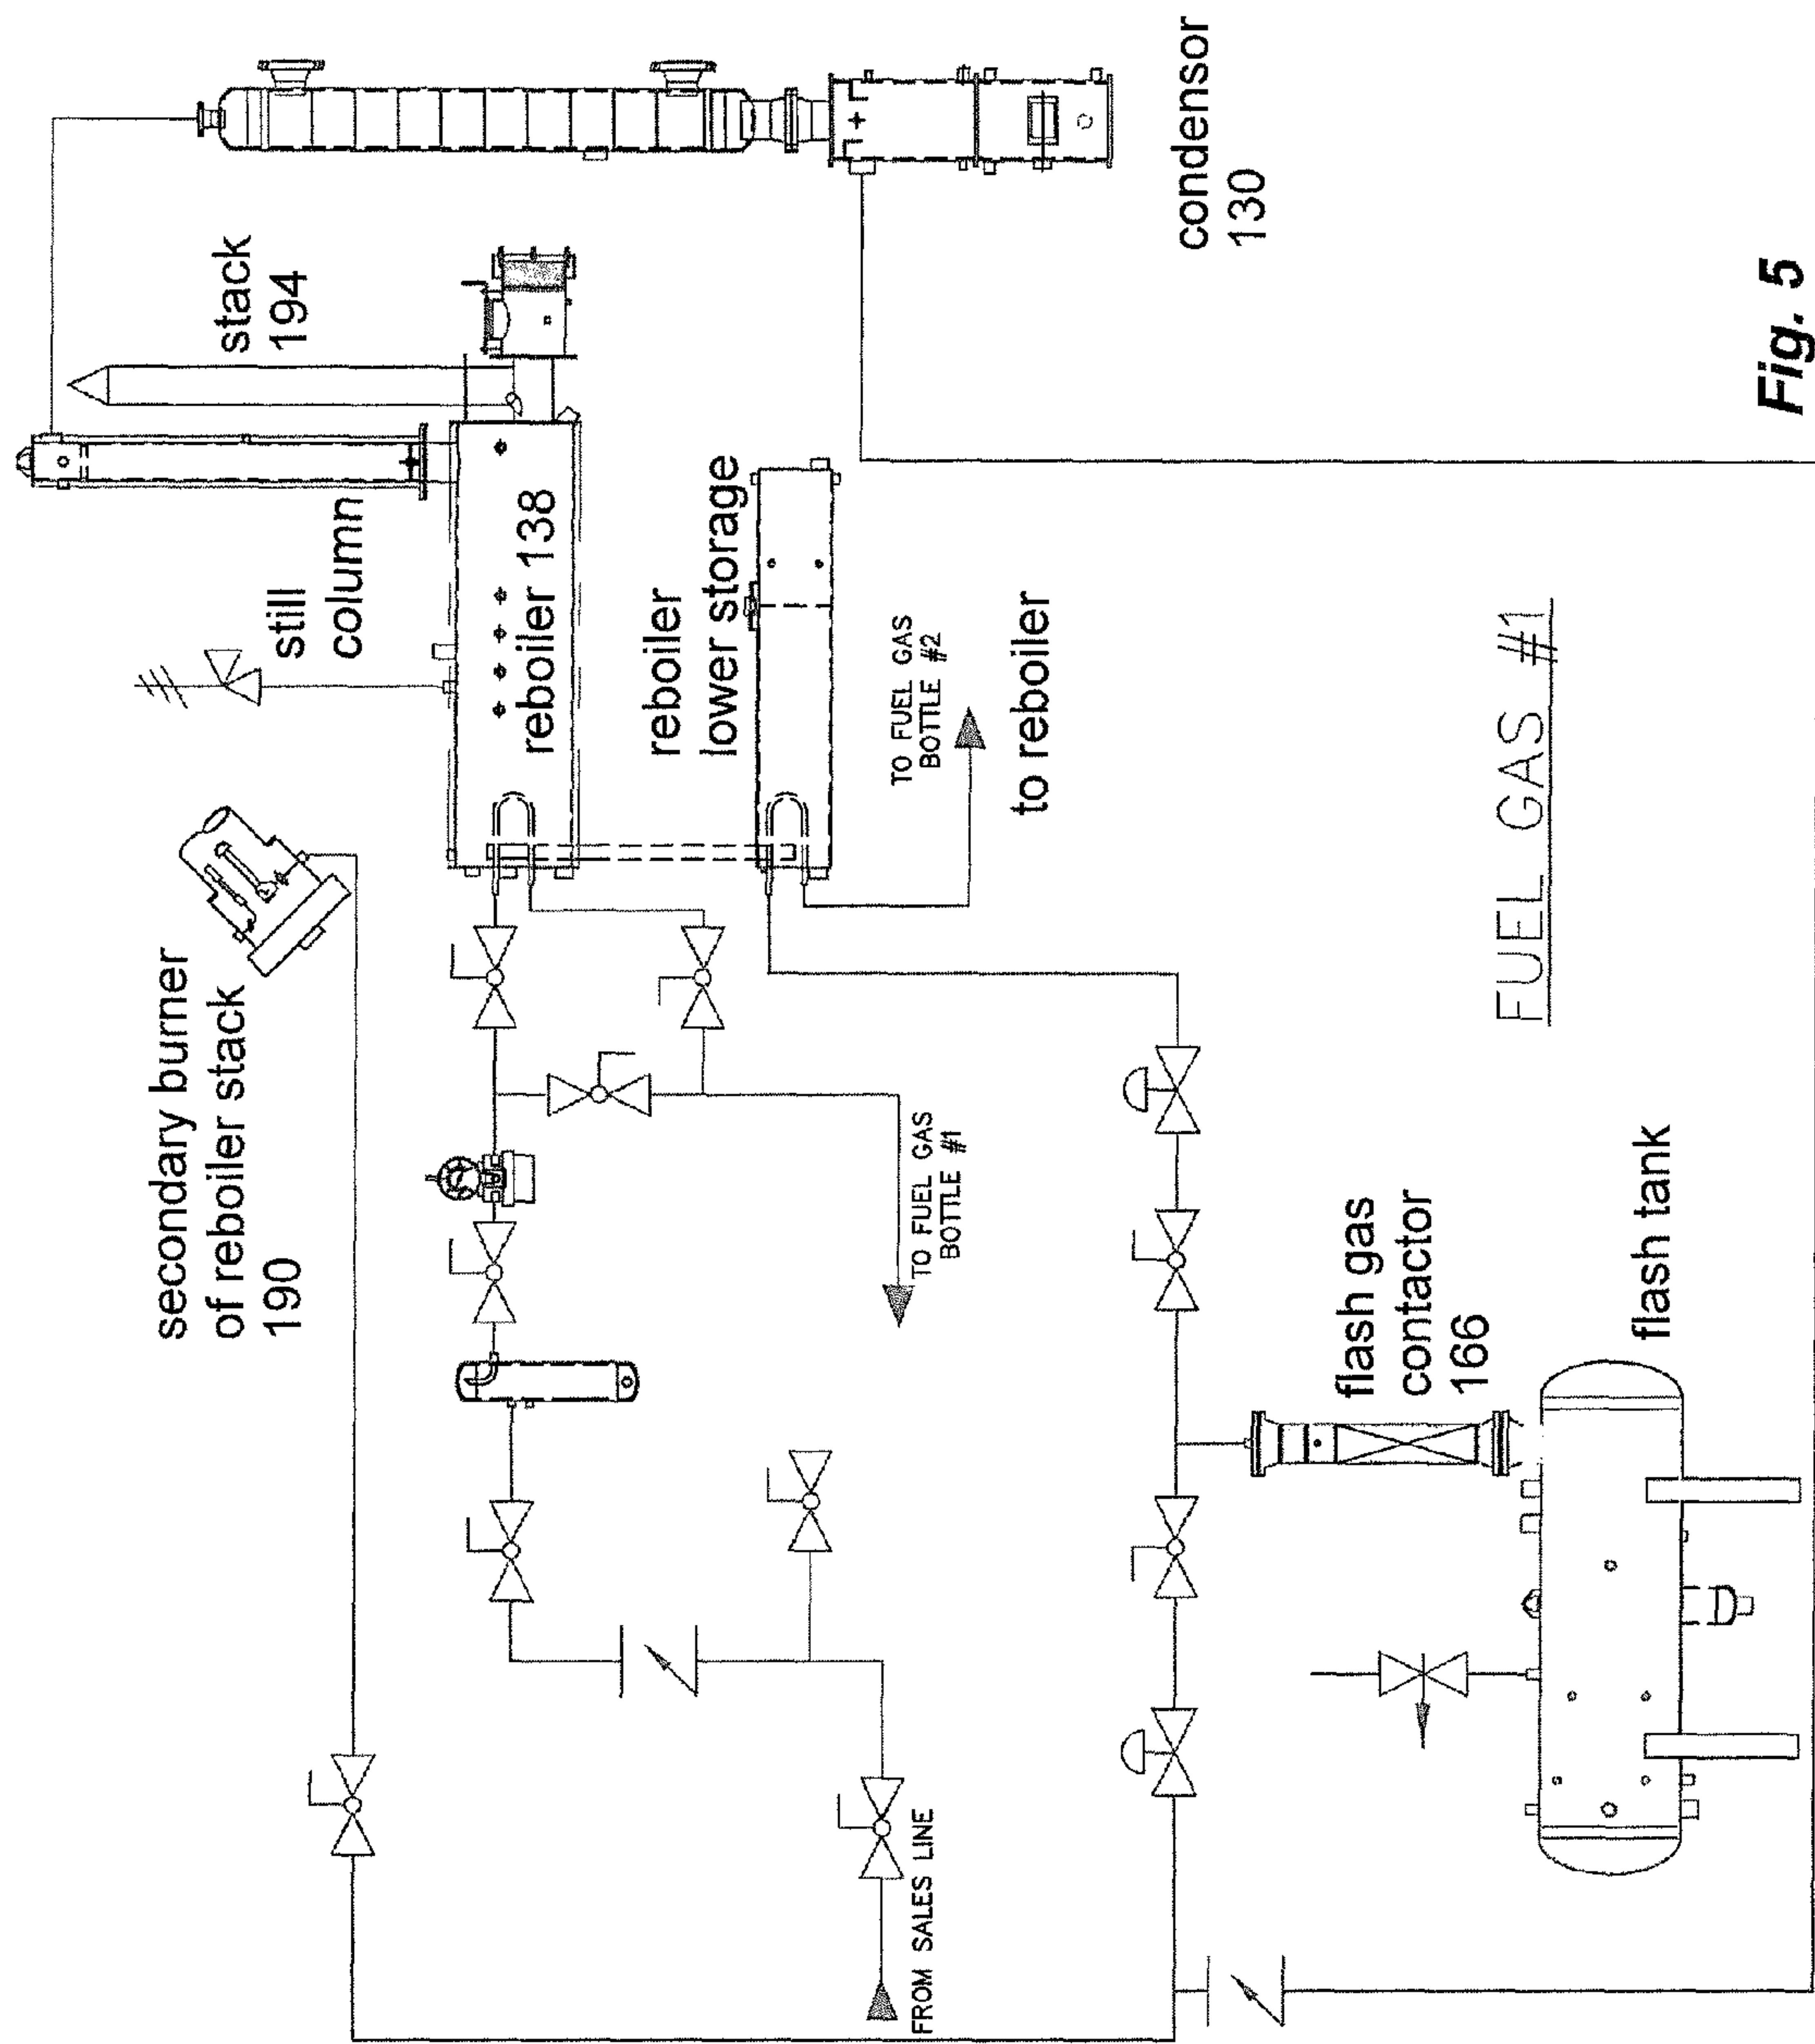 secondary burner
of reboiler stack
190
still
column
stack
194
reboiler 138
reboiler
lower storage
TO FUEL GAS
BOTTLE #2
to reboiler
condensor
130
TO FUEL GAS
BOTTLE #1
FROM SALES LINE
flash gas
contactor
166
flash tank
FUEL GAS #1
Fig. 5